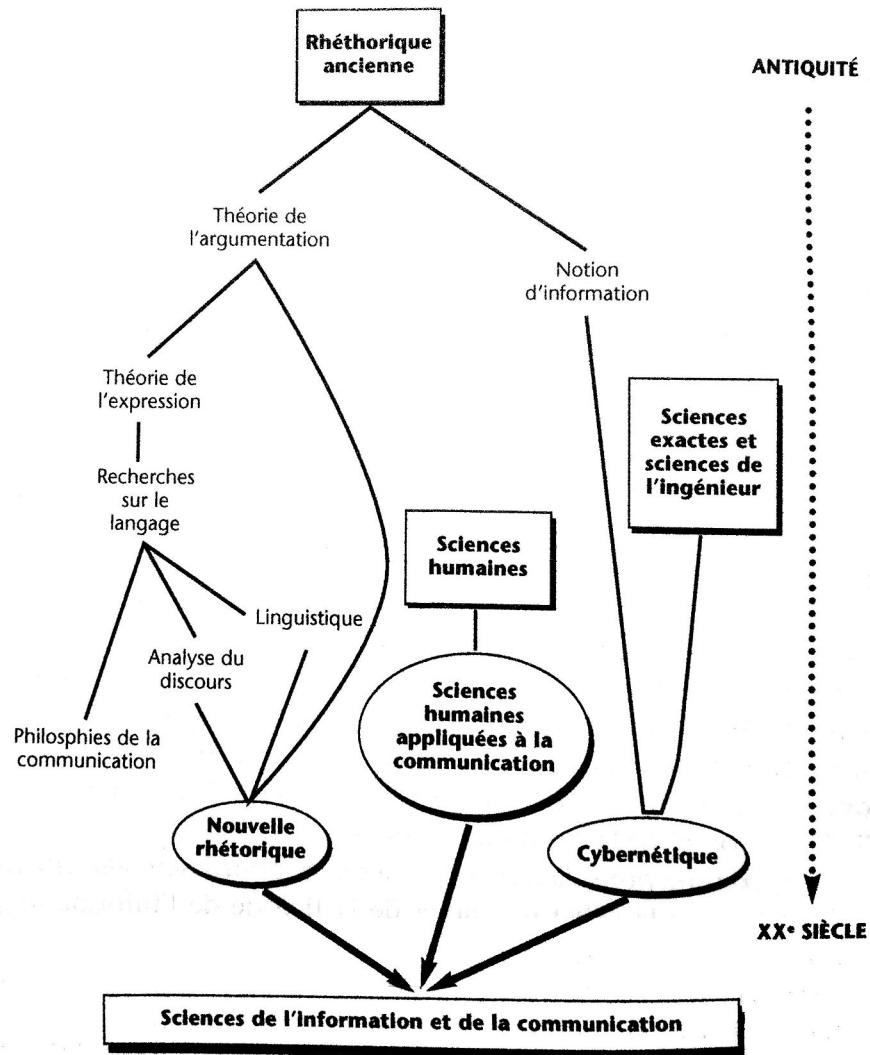 Rhéthorique
ancienne
ANTIQUITÉ
Théorie de
l'argumentation
Notion
d'information
Théorie de
l'expression
Sciences
exactes et
sciences de
l'ingénieur
Recherches
sur le
langage
Sciences
humaines
Linguistique
Analyse du
discours
Sciences
humaines
appliquées à la
communication
Philosphies de la
communication
Nouvelle
rhétorique
Cybernétique
XXe SIÈCLE
Sciences de l'information et de la communication